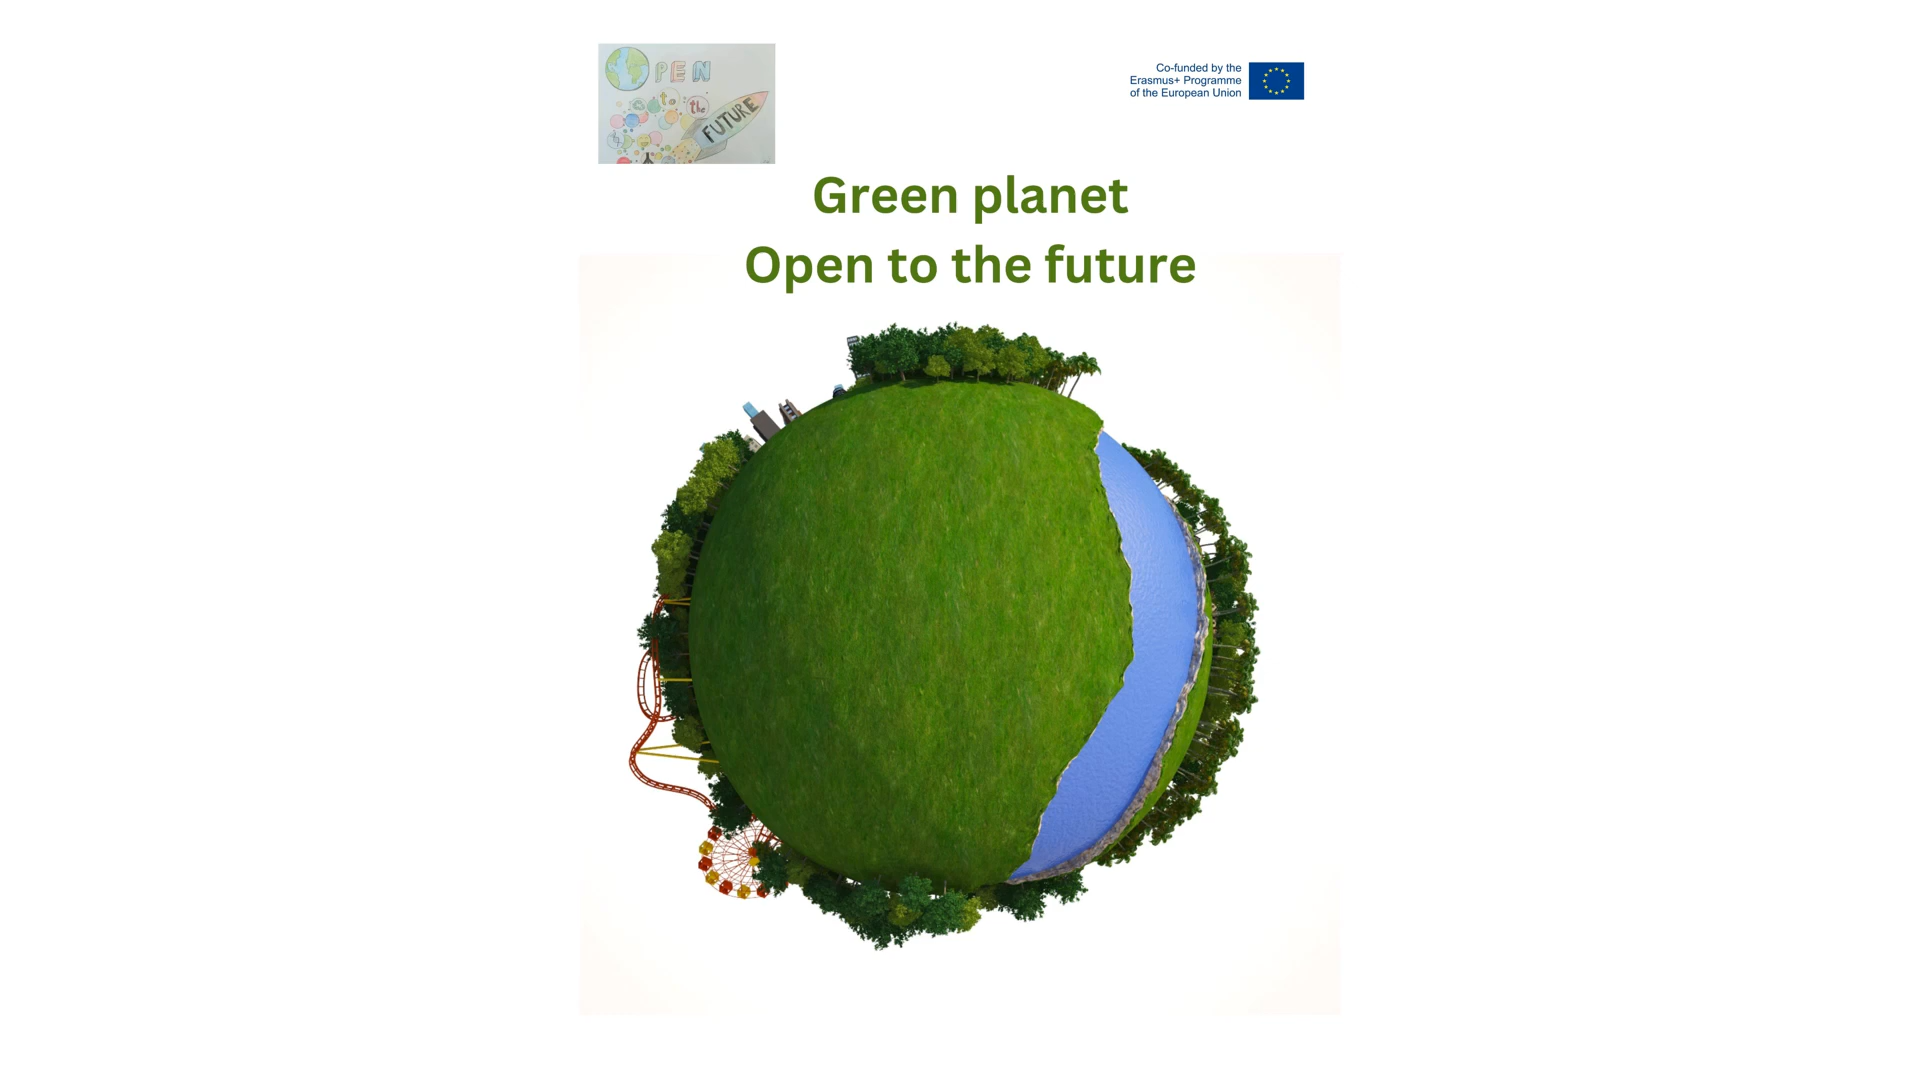 OPEN
to
the
FUTURE
Co-funded by the
Erasmus+ Programme
of the European Union
Green planet
Open to the future